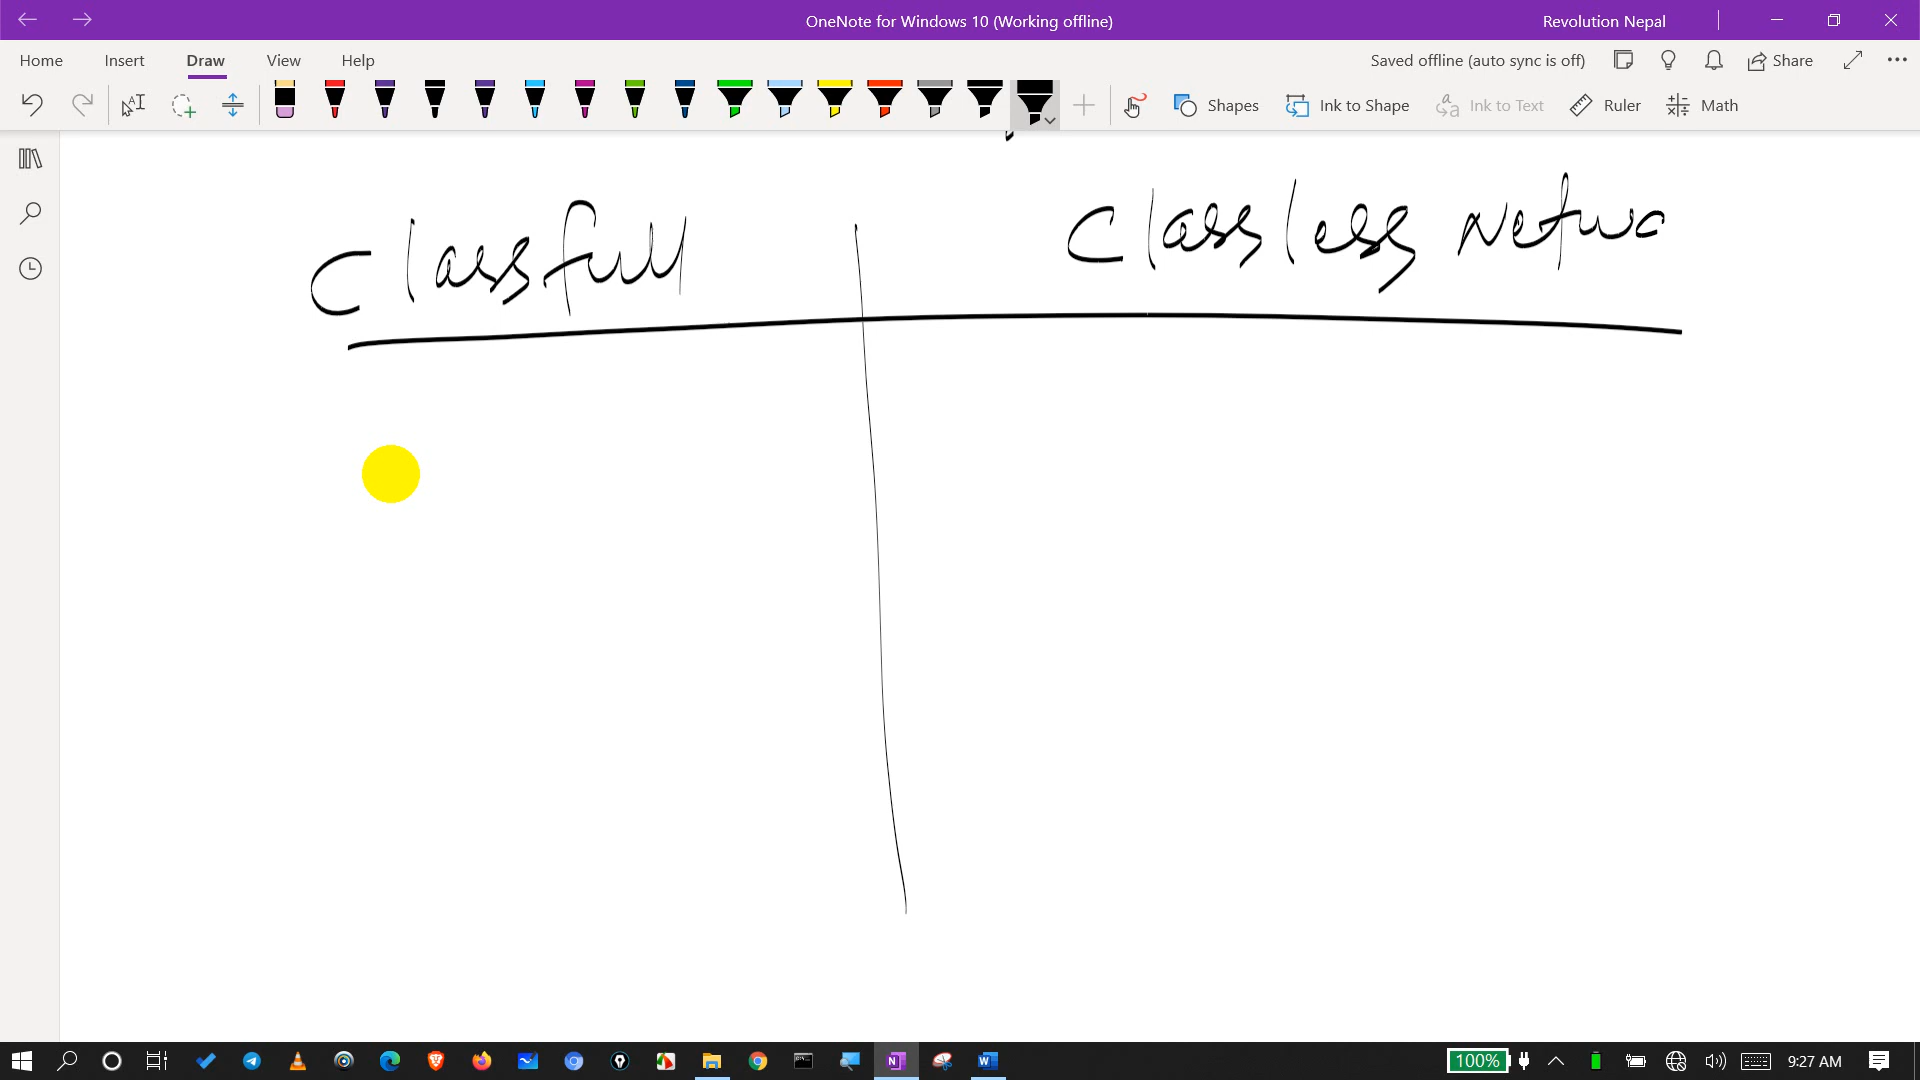 OneNote for Windows 10 (Working offline)
Revolution Nepal
Home Insert Draw View Help
Saved offline (auto sync is off)
Share
Shapes
Ink to Shape
Ink to Text
Ruler
Math
Classfull
Classless Netwo
100%
9:27 AM